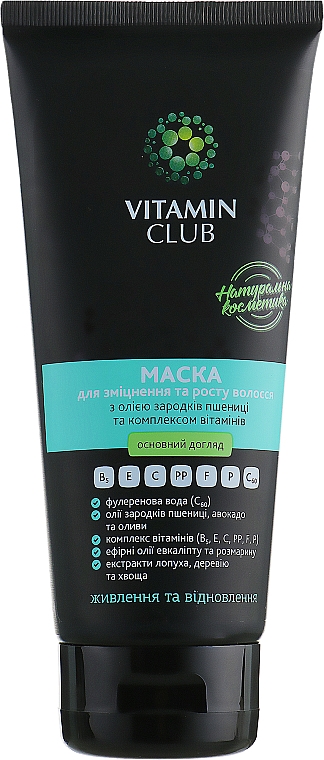 VITAMIN
CLUB
Натуральна
косметика
МАСКА
для зміцнення та росту волосся
з олією зародків пшениці
та комплексом вітамінів
основний догляд
B₅ E C PP F P C₆₀
фулеренова вода (C₆₀)
олії зародків пшениці, авокадо
та оливи
комплекс вітамінів (B₅, E, C, PP, F, P)
ефірні олії евкаліпту та розмарину
екстракти лопуха, деревію
та хвоща
живлення та відновлення